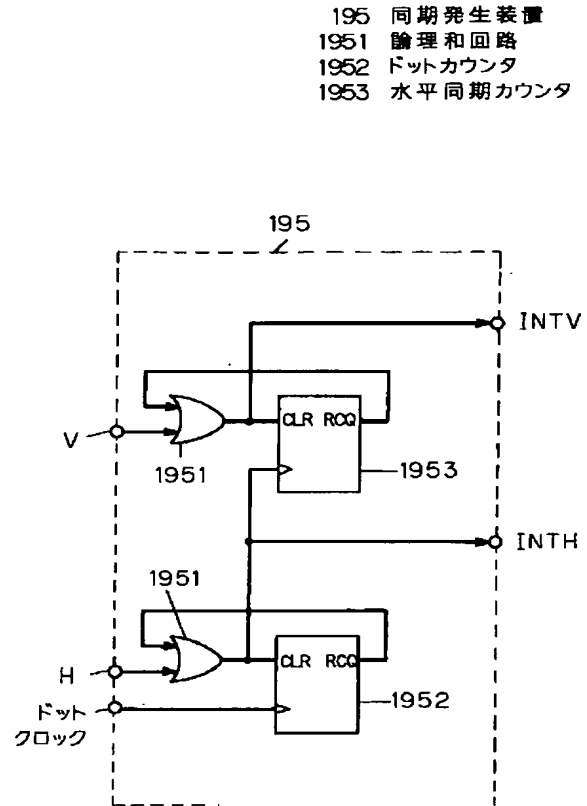 195 同期発生装置
1951 論理和回路
1952 ドットカウンタ
1953 水平同期カウンタ
195
INTV
CLR RCQ
V
1951
1953
INTH
1951
H
CLR RCQ
1952
ドット
クロック